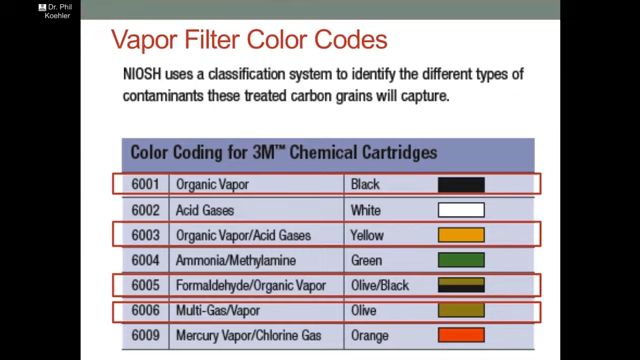 Dr. Phil
Koehler
Vapor Filter Color Codes
NIOSH uses a classification system to identify the different types of
contaminants these treated carbon grains will capture.
Color Coding for 3M™ Chemical Cartridges
6001 Organic Vapor Black
6002 Acid Gases White
6003 Organic Vapor/Acid Gases Yellow
6004 Ammonia/Methylamine Green
6005 Formaldehyde/Organic Vapor Olive/Black
6006 Multi-Gas/Vapor Olive
6009 Mercury Vapor/Chlorine Gas Orange